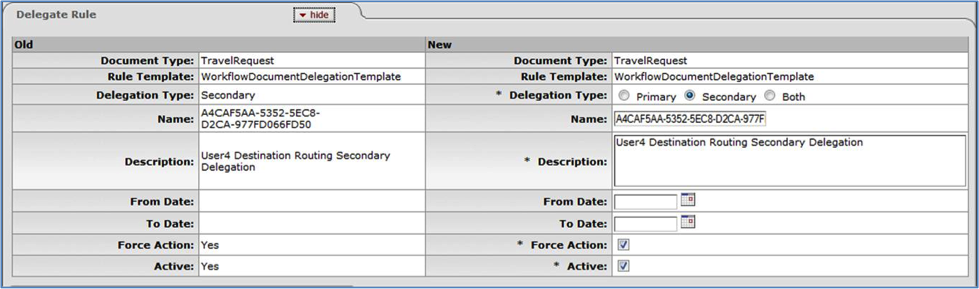 Delegate Rule hide
Old New
Document Type: TravelRequest Document Type: TravelRequest
Rule Template: WorkflowDocumentDelegationTemplate Rule Template: WorkflowDocumentDelegationTemplate
Delegation Type: Secondary * Delegation Type: Primary Secondary Both
Name: A4CAF5AA-5352-5EC8-D2CA-977FD066FD50 Name: A4CAF5AA-5352-5EC8-D2CA-977F
Description: User4 Destination Routing Secondary Delegation * Description: User4 Destination Routing Secondary Delegation
From Date: From Date:
To Date: To Date:
Force Action: Yes * Force Action:
Active: Yes * Active: